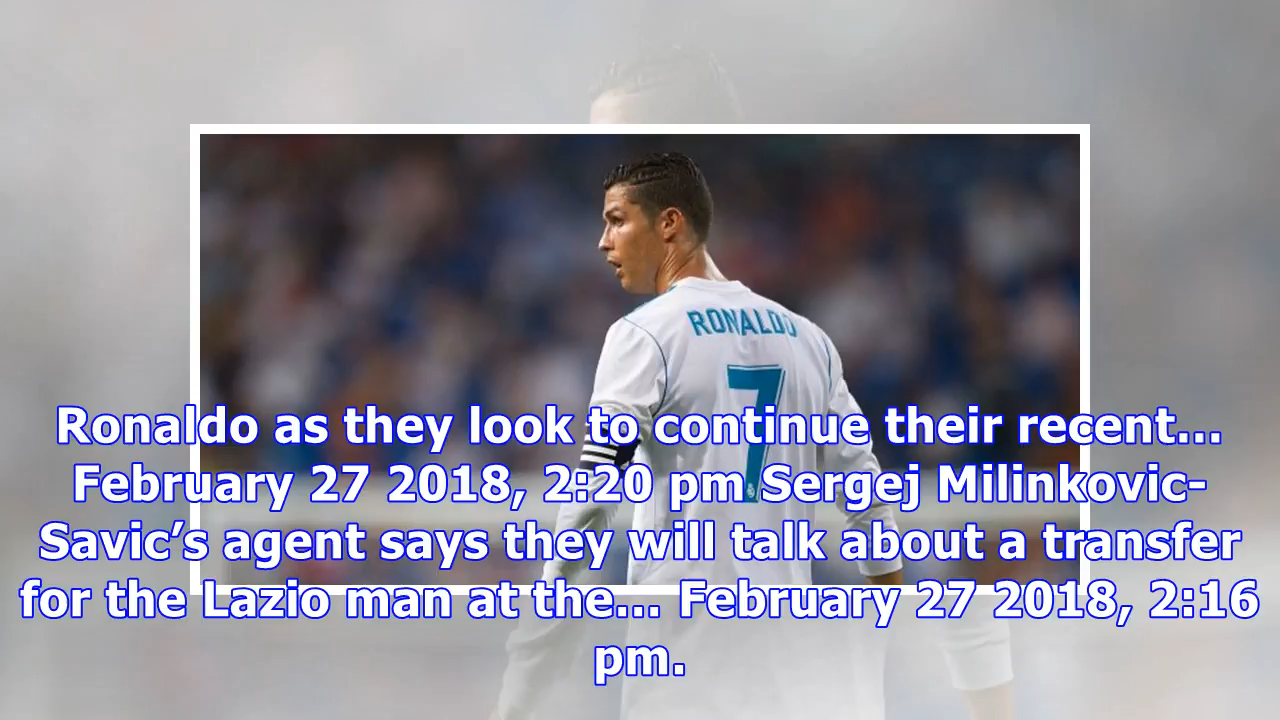 RONALDO
7
Ronaldo as they look to continue their recent...
February 27 2018, 2:20 pm Sergej Milinkovic-
Savic’s agent says they will talk about a transfer
for the Lazio man at the... February 27 2018, 2:16
pm.